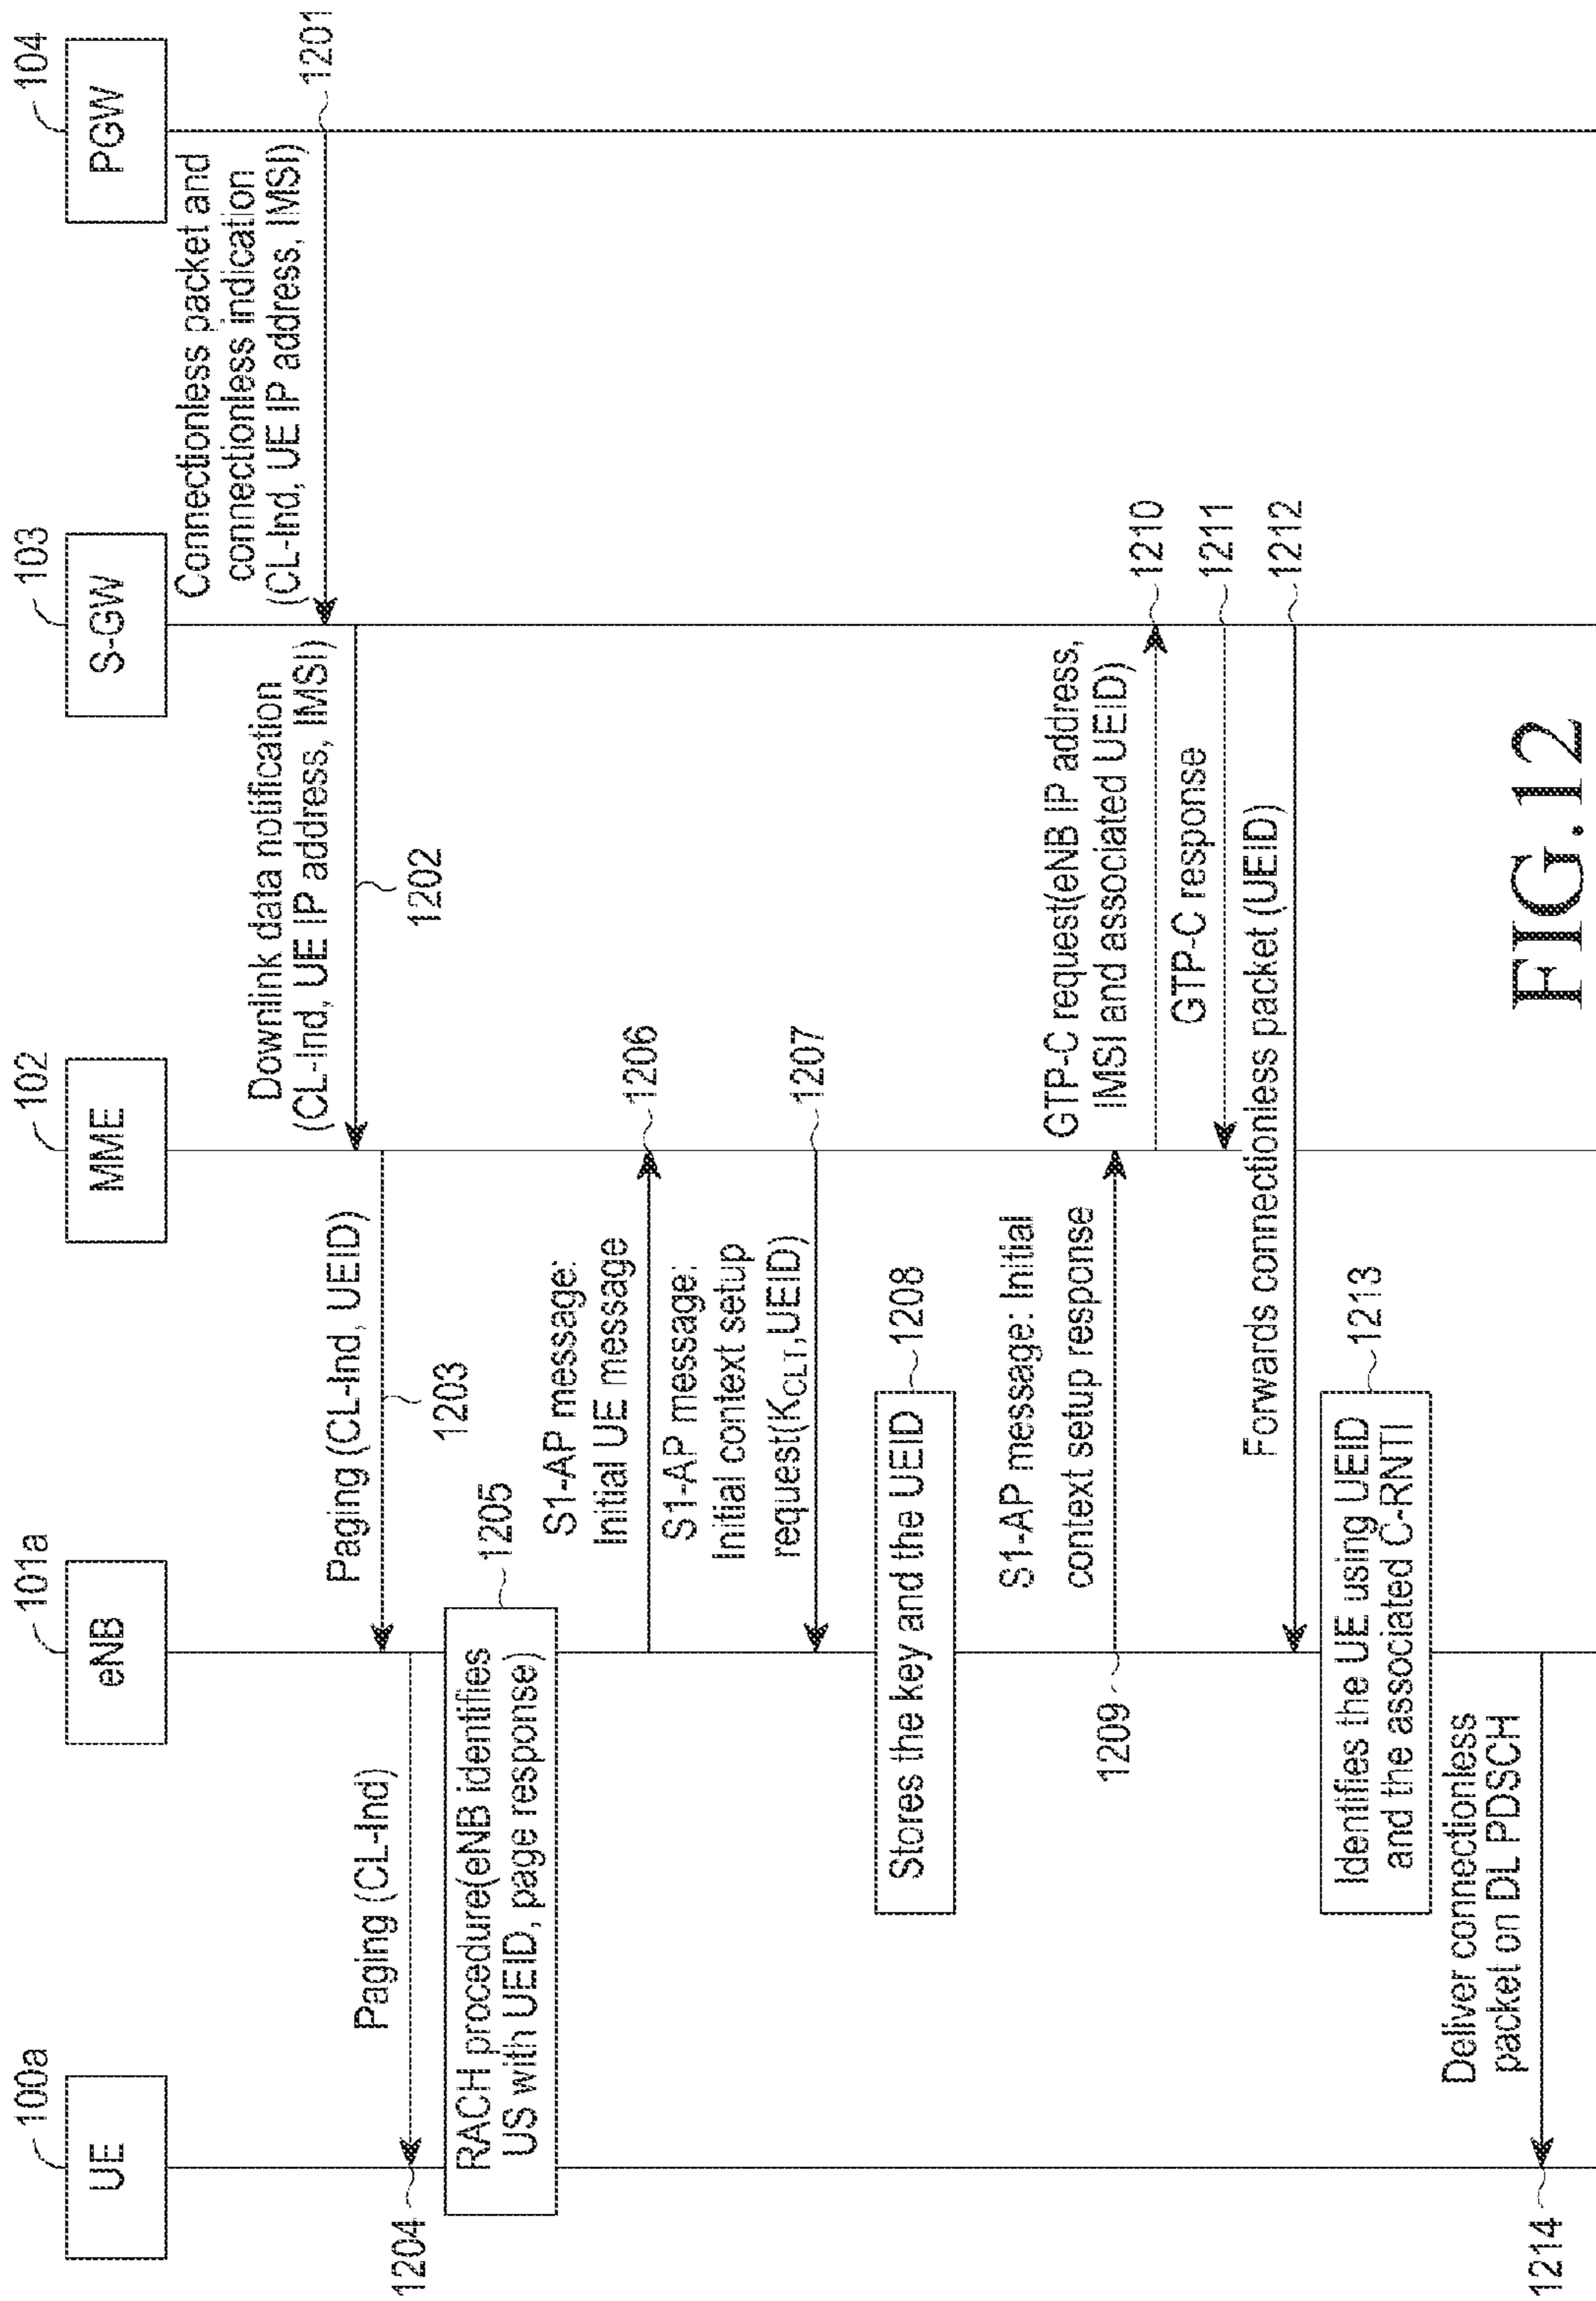 100a
UE
101a
eNB
102
MME
103
S-GW
104
PGW
Connectionless packet and
connectionless indication
(CL-Ind, UE IP address, IMSI)
1201
Downlink data notification
(CL-Ind, UE IP address, IMSI)
1202
Paging (CL-Ind, UEID)
1203
Paging (CL-Ind)
1204
RACH procedure(eNB identifies
US with UEID, page response)
1205
S1-AP message:
Initial UE message
1206
S1-AP message:
Initial context setup
request(KCLT,UEID)
1207
Stores the key and the UEID
1208
S1-AP message: Initial
context setup response
1209
GTP-C request(eNB IP address,
IMSI and associated UEID)
1210
GTP-C response
1211
Forwards connectionless packet (UEID)
1212
Identifies the UE using UEID
and the associated C-RNTI
1213
Deliver connectionless
packet on DL PDSCH
1214
FIG.12